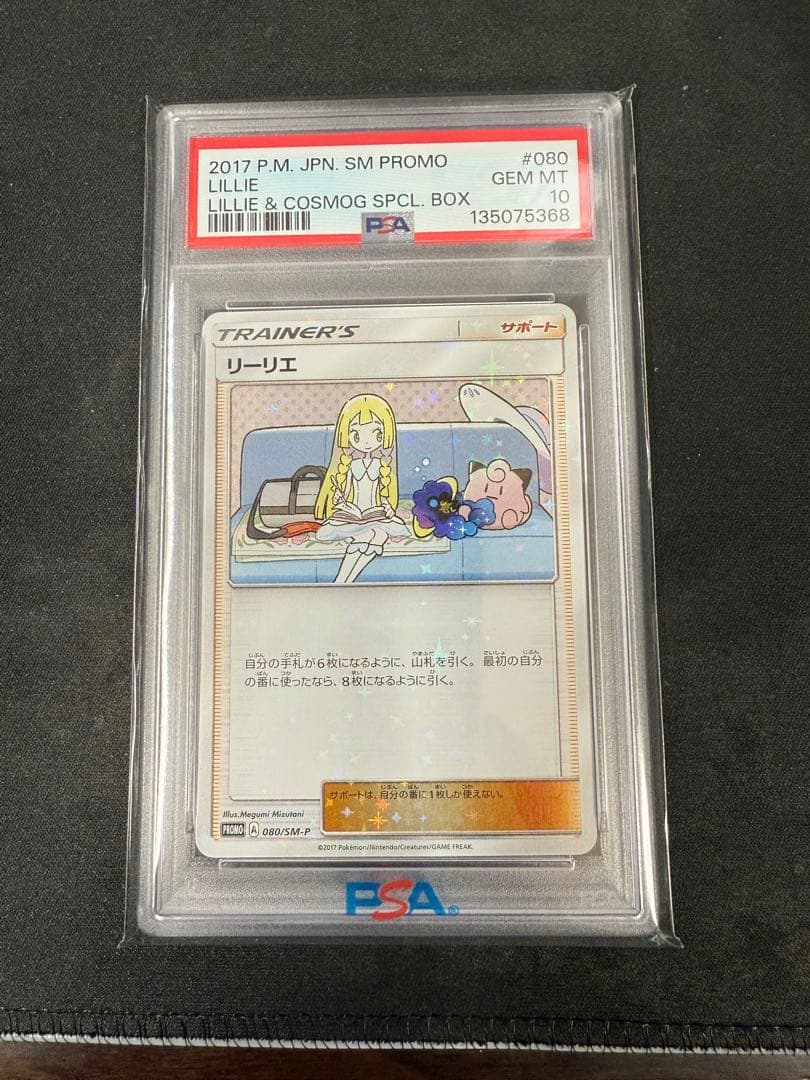 2017 P.M. JPN. SM PROMO #080
LILLIE GEM MT
LILLIE & COSMOG SPCL. BOX 10
PSA 135075368
TRAINER'S サポート
リーリエ
自分の手札が6枚になるように、山札を引く。最初の自分
の番に使ったなら、8枚になるように引く。
サポートは、自分の番に1枚しか使えない。
Illus.Megumi Mizutani
PROMO A 080/SM-P
©2017 Pokémon/Nintendo/Creatures/GAME FREAK.
PSA®